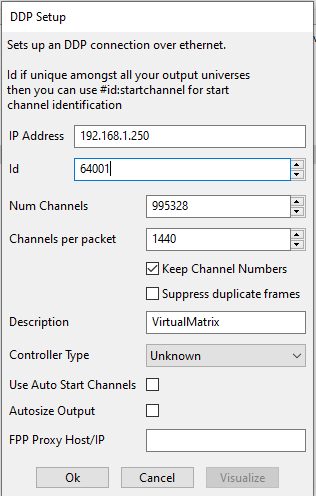 DDP Setup
Sets up an DDP connection over ethernet.
Id if unique amongst all your output universes
then you can use #id:startchannel for start
channel identification
IP Address 192.168.1.250
Id 64001
Num Channels 995328
Channels per packet 1440
Keep Channel Numbers
Suppress duplicate frames
Description VirtualMatrix
Controller Type Unknown
Use Auto Start Channels
Autosize Output
FPP Proxy Host/IP
Ok Cancel Visualize